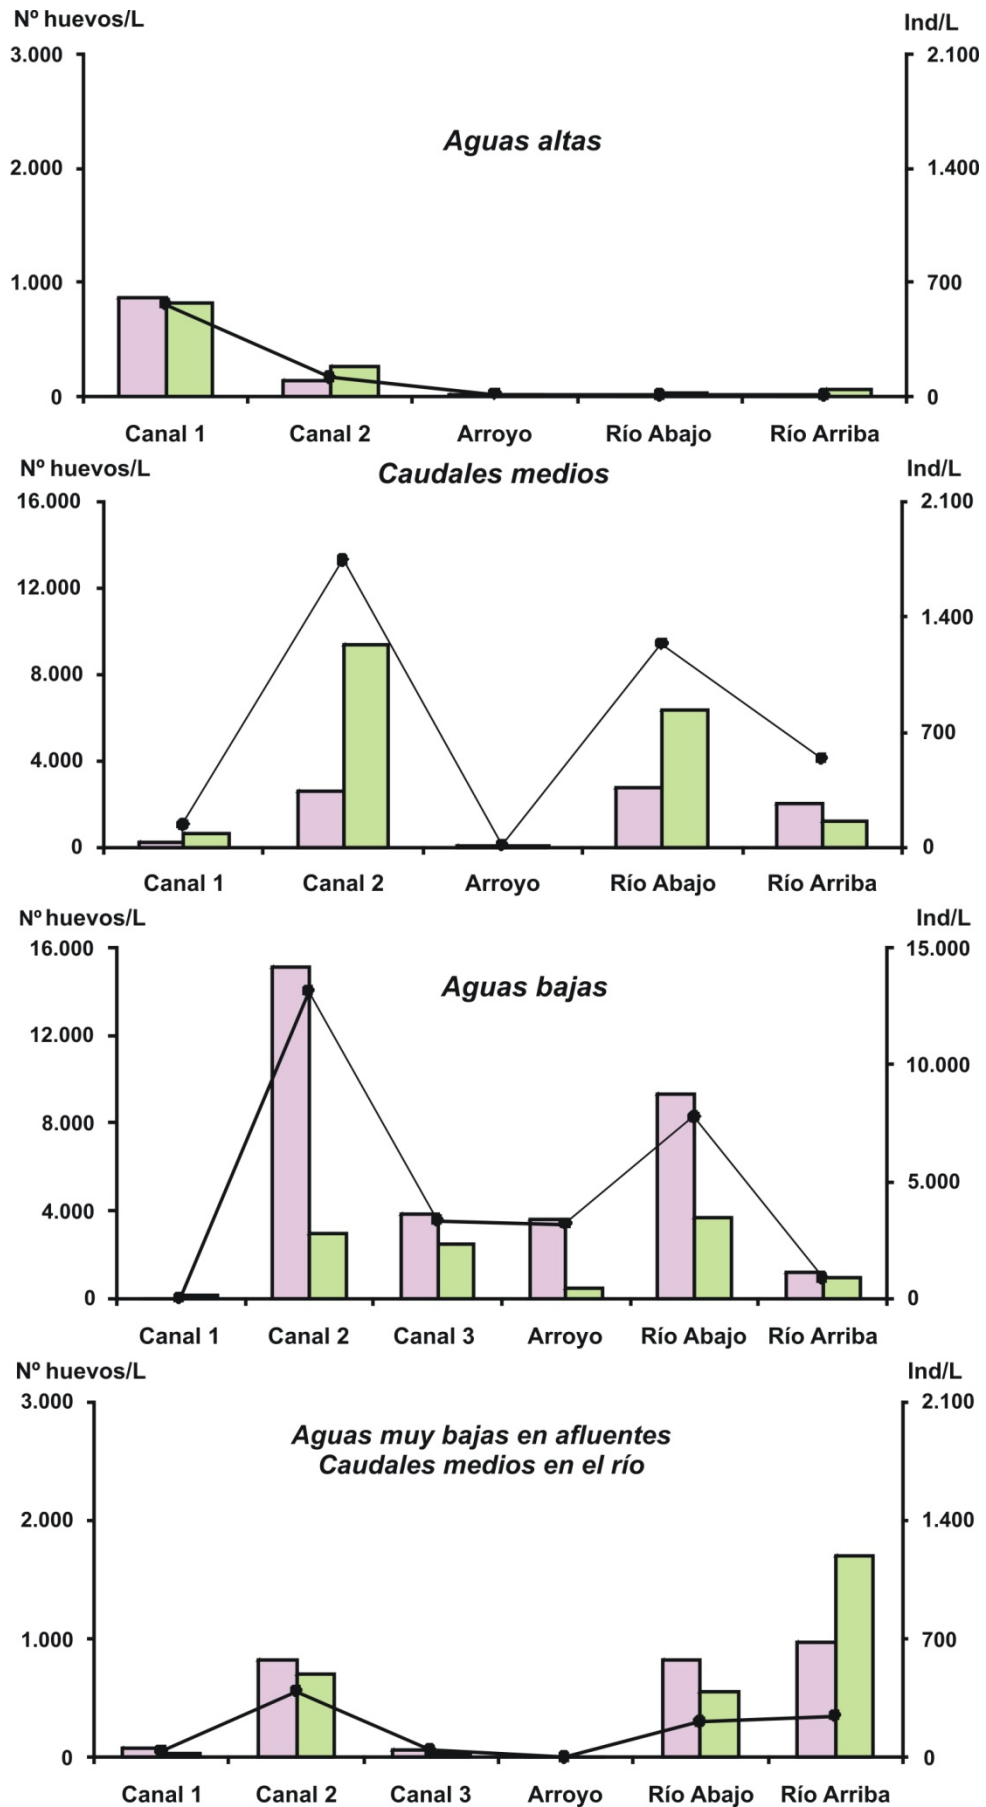 Nº huevos/L Ind/L
3.000 2.100
Aguas altas
2.000 1.400
1.000 700
0 0
Canal 1 Canal 2 Arroyo Río Abajo Río Arriba
Nº huevos/L Caudales medios Ind/L
16.000 2.100
12.000
1.400
8.000
700
4.000
0 0
Canal 1 Canal 2 Arroyo Río Abajo Río Arriba
Nº huevos/L Ind/L
16.000 15.000
Aguas bajas
12.000
10.000
8.000
5.000
4.000
0 0
Canal 1 Canal 2 Canal 3 Arroyo Río Abajo Río Arriba
Nº huevos/L Ind/L
3.000 2.100
Aguas muy bajas en afluentes
Caudales medios en el río
2.000 1.400
1.000 700
0 0
Canal 1 Canal 2 Canal 3 Arroyo Río Abajo Río Arriba